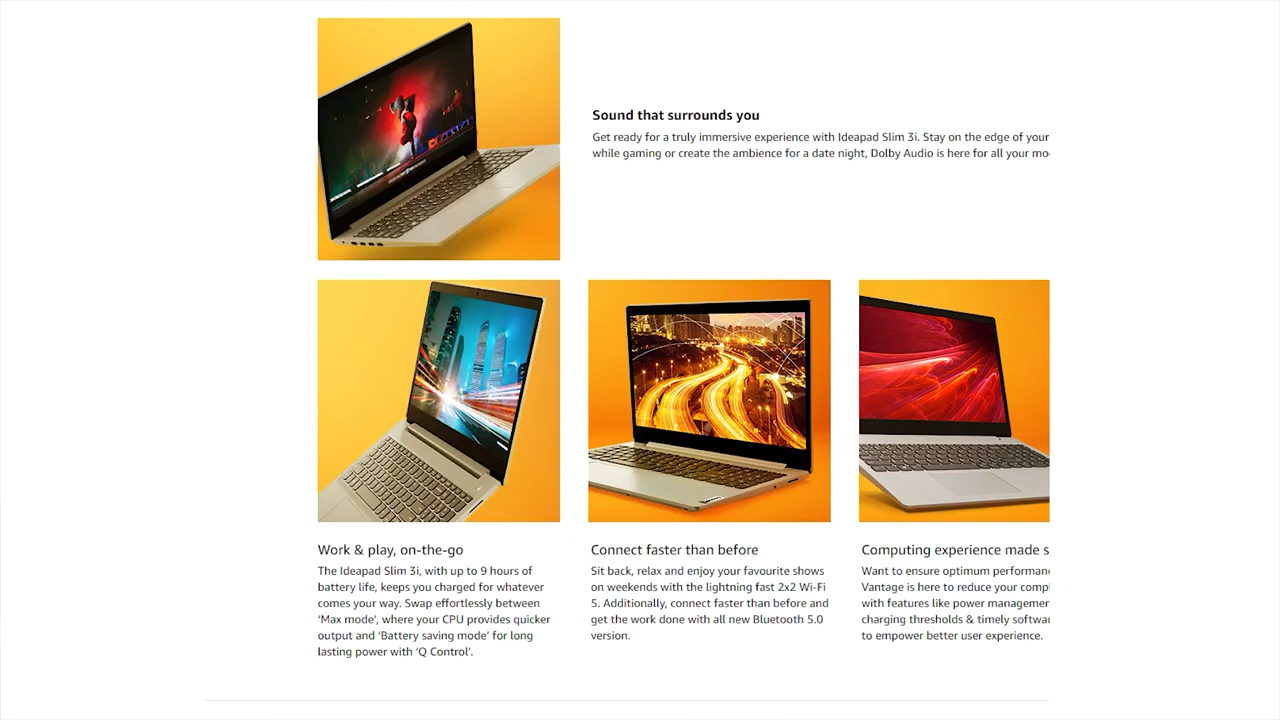 Sound that surrounds you
Get ready for a truly immersive experience with Ideapad Slim 3i. Stay on the edge of your
while gaming or create the ambience for a date night, Dolby Audio is here for all your mo
Work & play, on-the-go
The Ideapad Slim 3i, with up to 9 hours of
battery life, keeps you charged for whatever
comes your way. Swap effortlessly between
‘Max mode’, where your CPU provides quicker
output and ‘Battery saving mode’ for long
lasting power with ‘Q Control’.
Connect faster than before
Sit back, relax and enjoy your favourite shows
on weekends with the lightning fast 2x2 Wi-Fi
5. Additionally, connect faster than before and
get the work done with all new Bluetooth 5.0
version.
Computing experience made s
Want to ensure optimum performanc
Vantage is here to reduce your compl
with features like power managemen
charging thresholds & timely softwar
to empower better user experience.